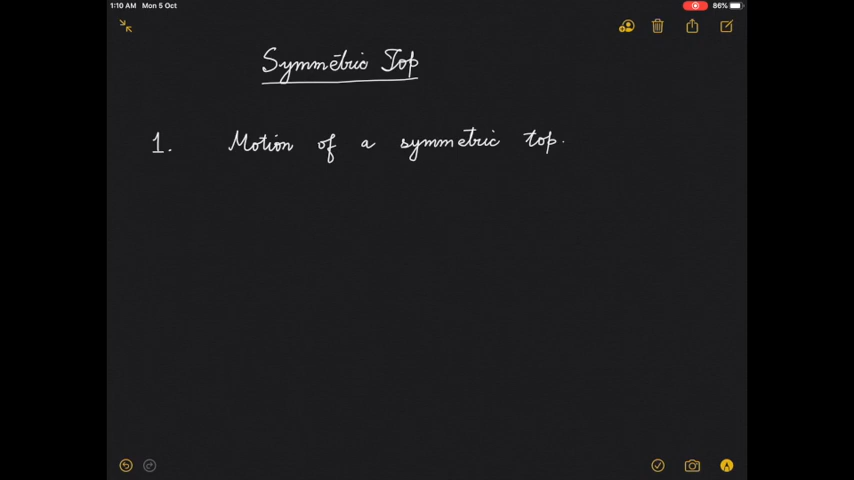 1:10 AM Mon 5 Oct 86%
Symmetric Top
1. Motion of a symmetric top.